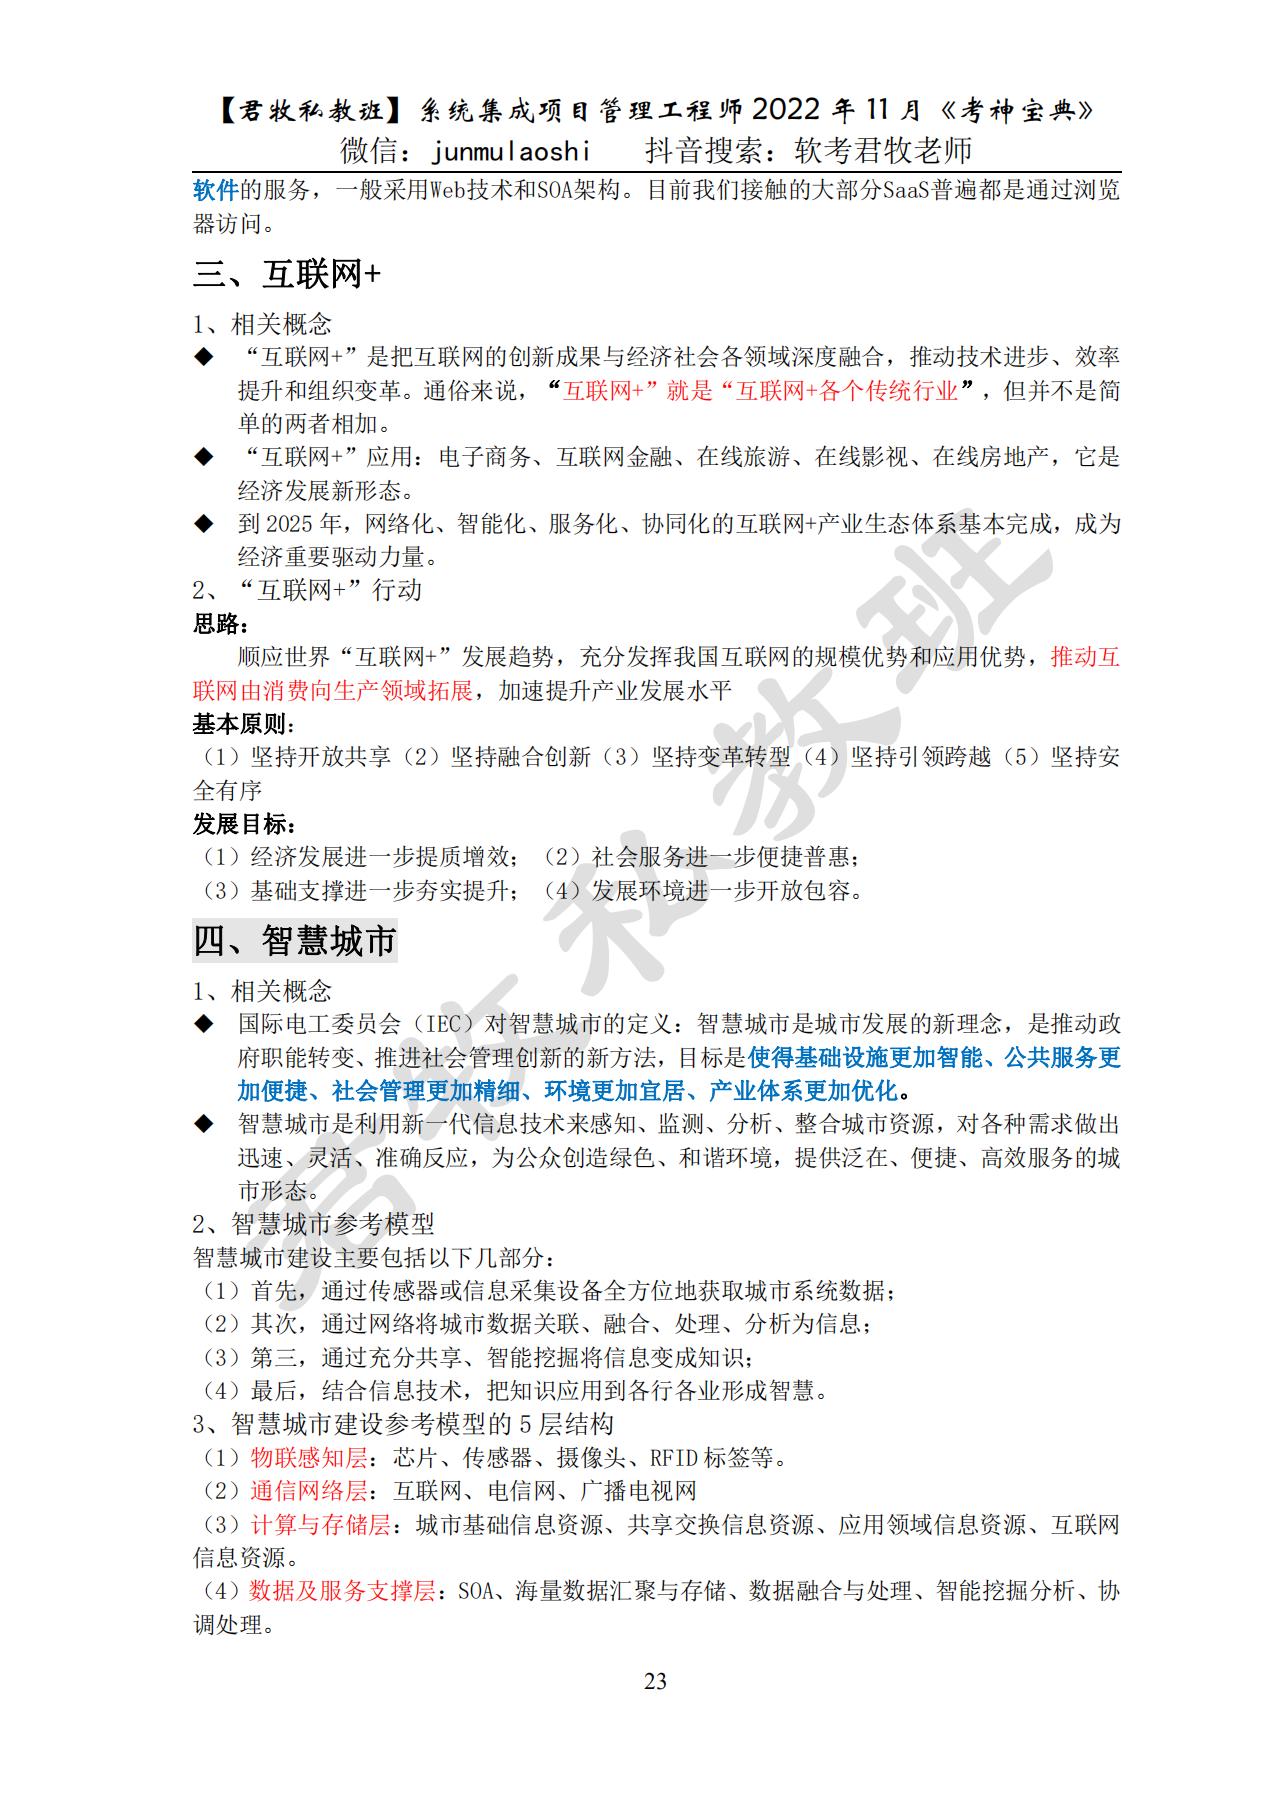 【君牧私教班】系统集成项目管理工程师2022年11月《考神宝典》
微信：junmulaoshi 抖音搜索：软考君牧老师
软件的服务，一般采用Web技术和SOA架构。目前我们接触的大部分SaaS普遍都是通过浏览
器访问。
三、互联网+
1、相关概念
◆ “互联网+”是把互联网的创新成果与经济社会各领域深度融合，推动技术进步、效率
提升和组织变革。通俗来说，“互联网+”就是“互联网+各个传统行业”，但并不是简
单的两者相加。
◆ “互联网+”应用：电子商务、互联网金融、在线旅游、在线影视、在线房地产，它是
经济发展新形态。
◆ 到2025年，网络化、智能化、服务化、协同化的互联网+产业生态体系基本完成，成为
经济重要驱动力量。
2、“互联网+”行动
思路：
顺应世界“互联网+”发展趋势，充分发挥我国互联网的规模优势和应用优势，推动互
联网由消费向生产领域拓展，加速提升产业发展水平
基本原则：
（1）坚持开放共享（2）坚持融合创新（3）坚持变革转型（4）坚持引领跨越（5）坚持安
全有序
发展目标：
（1）经济发展进一步提质增效；（2）社会服务进一步便捷普惠；
（3）基础支撑进一步夯实提升；（4）发展环境进一步开放包容。
四、智慧城市
1、相关概念
◆ 国际电工委员会（IEC）对智慧城市的定义：智慧城市是城市发展的新理念，是推动政
府职能转变、推进社会管理创新的新方法，目标是使得基础设施更加智能、公共服务更
加便捷、社会管理更加精细、环境更加宜居、产业体系更加优化。
◆ 智慧城市是利用新一代信息技术来感知、监测、分析、整合城市资源，对各种需求做出
迅速、灵活、准确反应，为公众创造绿色、和谐环境，提供泛在、便捷、高效服务的城
市形态。
2、智慧城市参考模型
智慧城市建设主要包括以下几部分：
（1）首先，通过传感器或信息采集设备全方位地获取城市系统数据；
（2）其次，通过网络将城市数据关联、融合、处理、分析为信息；
（3）第三，通过充分共享、智能挖掘将信息变成知识；
（4）最后，结合信息技术，把知识应用到各行各业形成智慧。
3、智慧城市建设参考模型的5层结构
（1）物联感知层：芯片、传感器、摄像头、RFID标签等。
（2）通信网络层：互联网、电信网、广播电视网
（3）计算与存储层：城市基础信息资源、共享交换信息资源、应用领域信息资源、互联网
信息资源。
（4）数据及服务支撑层：SOA、海量数据汇聚与存储、数据融合与处理、智能挖掘分析、协
调处理。
23
君牧私教班